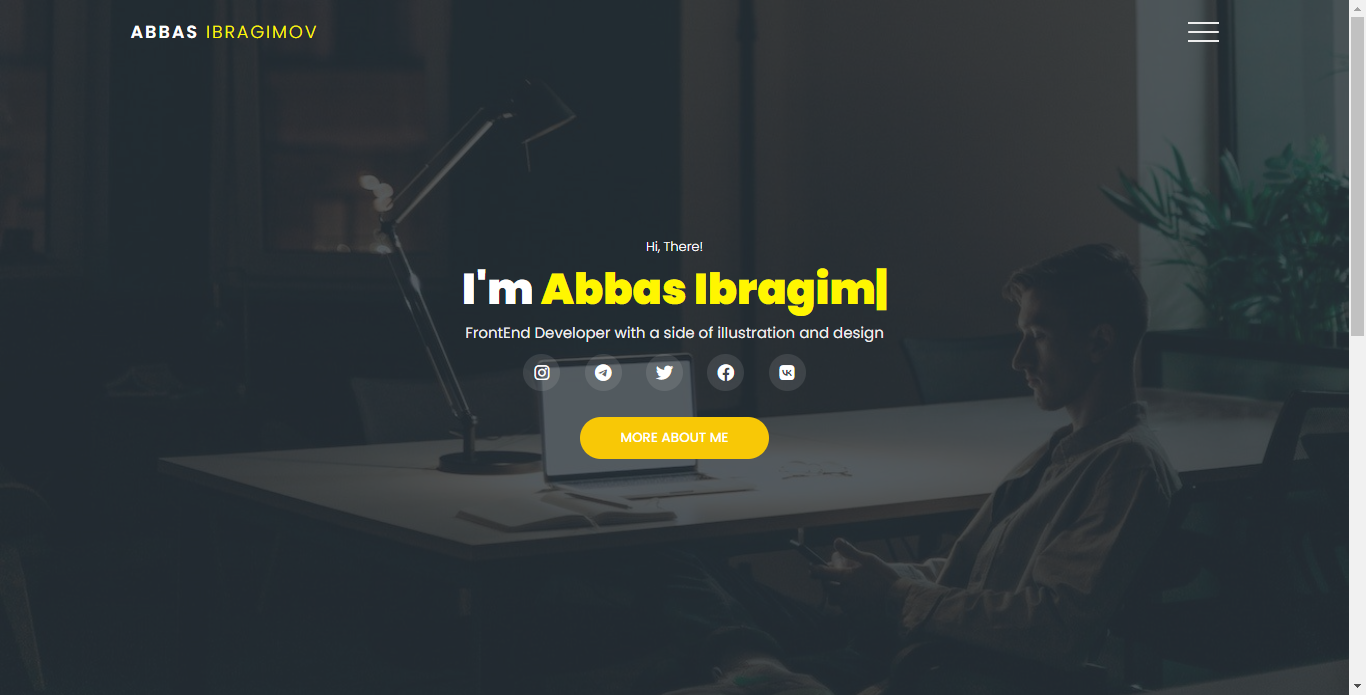 ABBAS IBRAGIMOV
Hi, There!
I'm Abbas Ibragim|
FrontEnd Developer with a side of illustration and design
MORE ABOUT ME